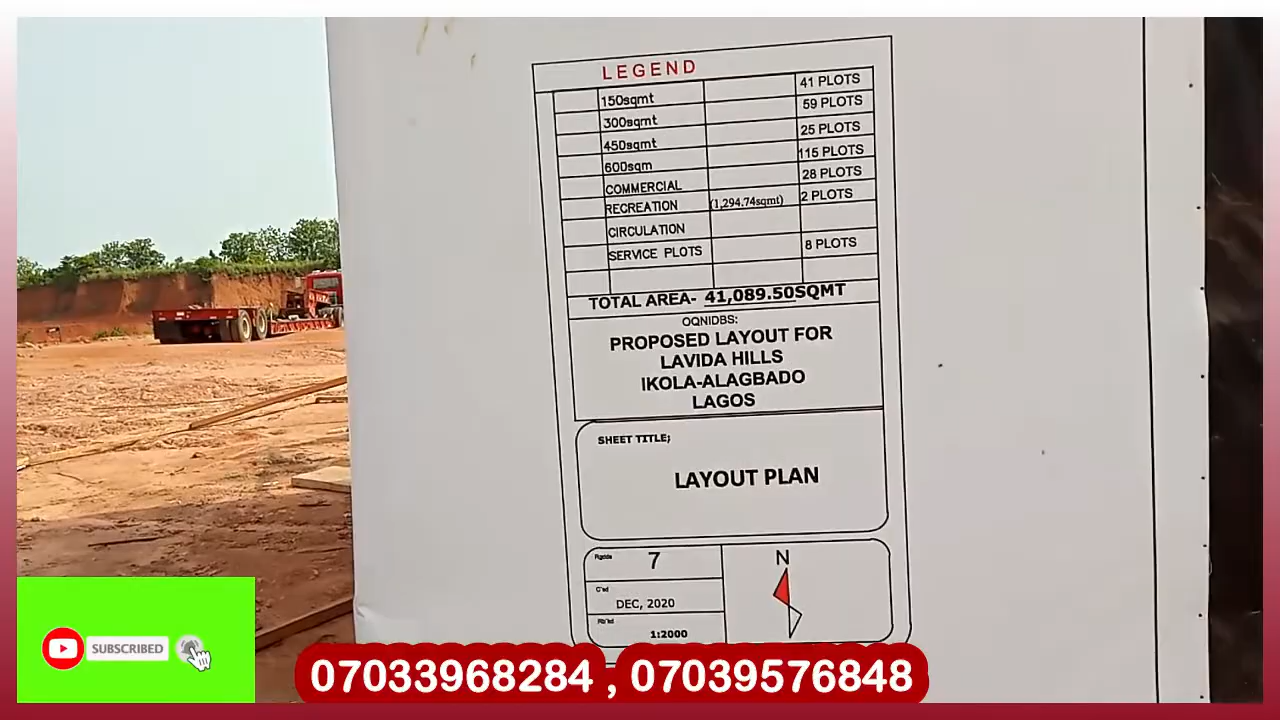 LEGEND
150sqmt 41 PLOTS
300sqmt 59 PLOTS
450sqmt 25 PLOTS
600sqm 115 PLOTS
COMMERCIAL 28 PLOTS
RECREATION (1,294.74sqmt) 2 PLOTS
CIRCULATION
SERVICE PLOTS 8 PLOTS
TOTAL AREA- 41,089.50SQMT
OQNIDBS:
PROPOSED LAYOUT FOR
LAVIDA HILLS
IKOLA-ALAGBADO
LAGOS
SHEET TITLE;
LAYOUT PLAN
7
N
DEC, 2020
1:2000
SUBSCRIBED
07033968284 , 07039576848